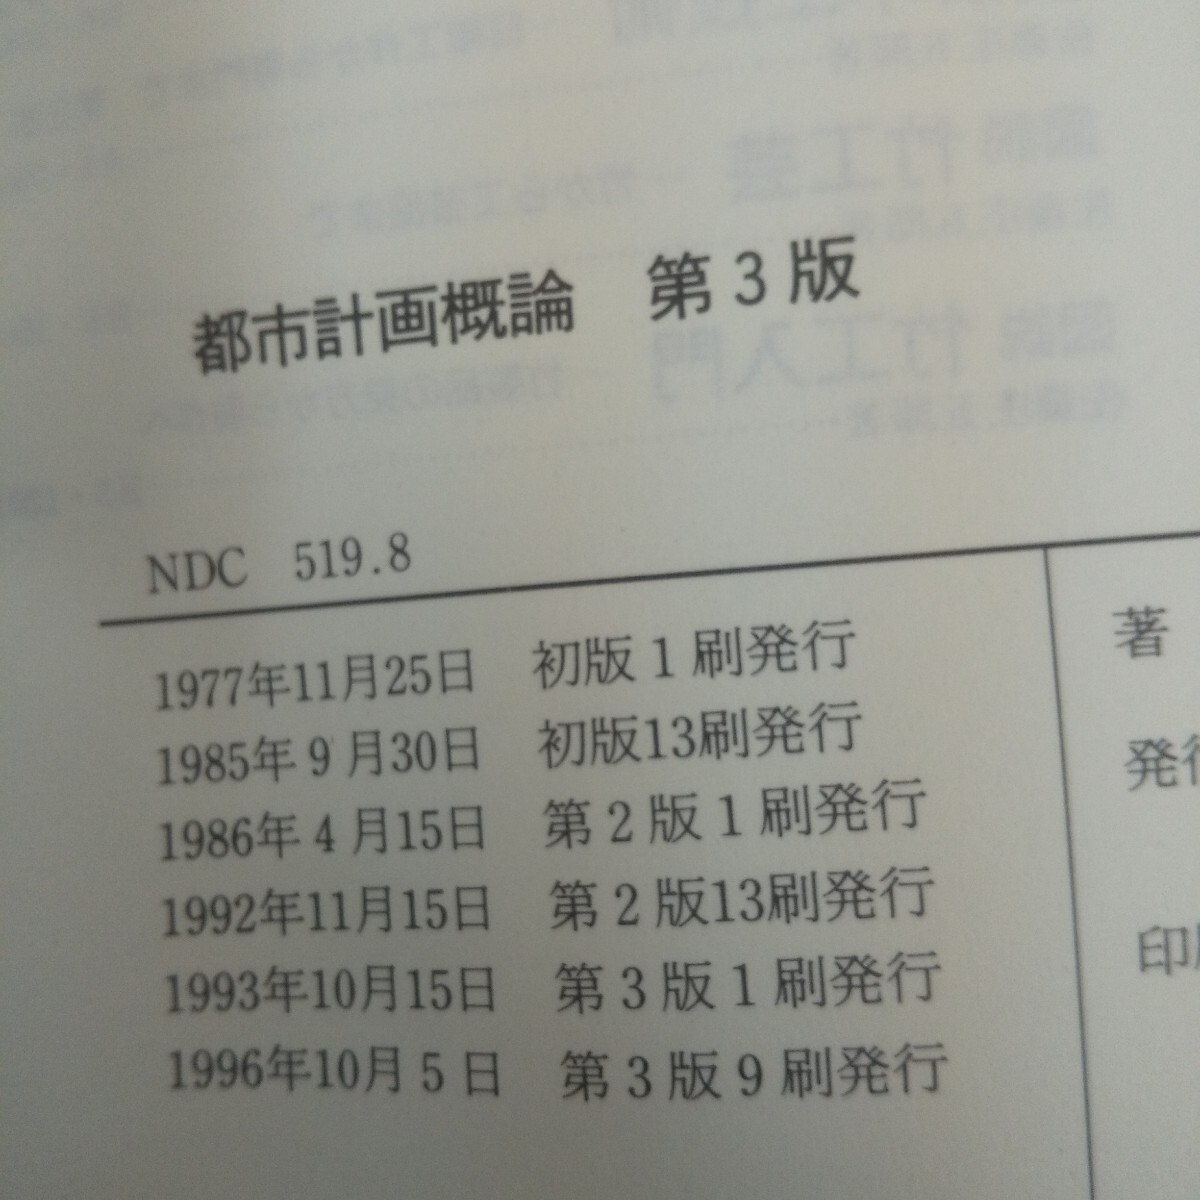 都市計画概論　第3版
NDC　519.8
1977年11月25日　初版1刷発行
1985年9月30日　初版13刷発行
1986年4月15日　第2版1刷発行
1992年11月15日　第2版13刷発行
1993年10月15日　第3版1刷発行
1996年10月5日　第3版9刷発行
著
発行
印